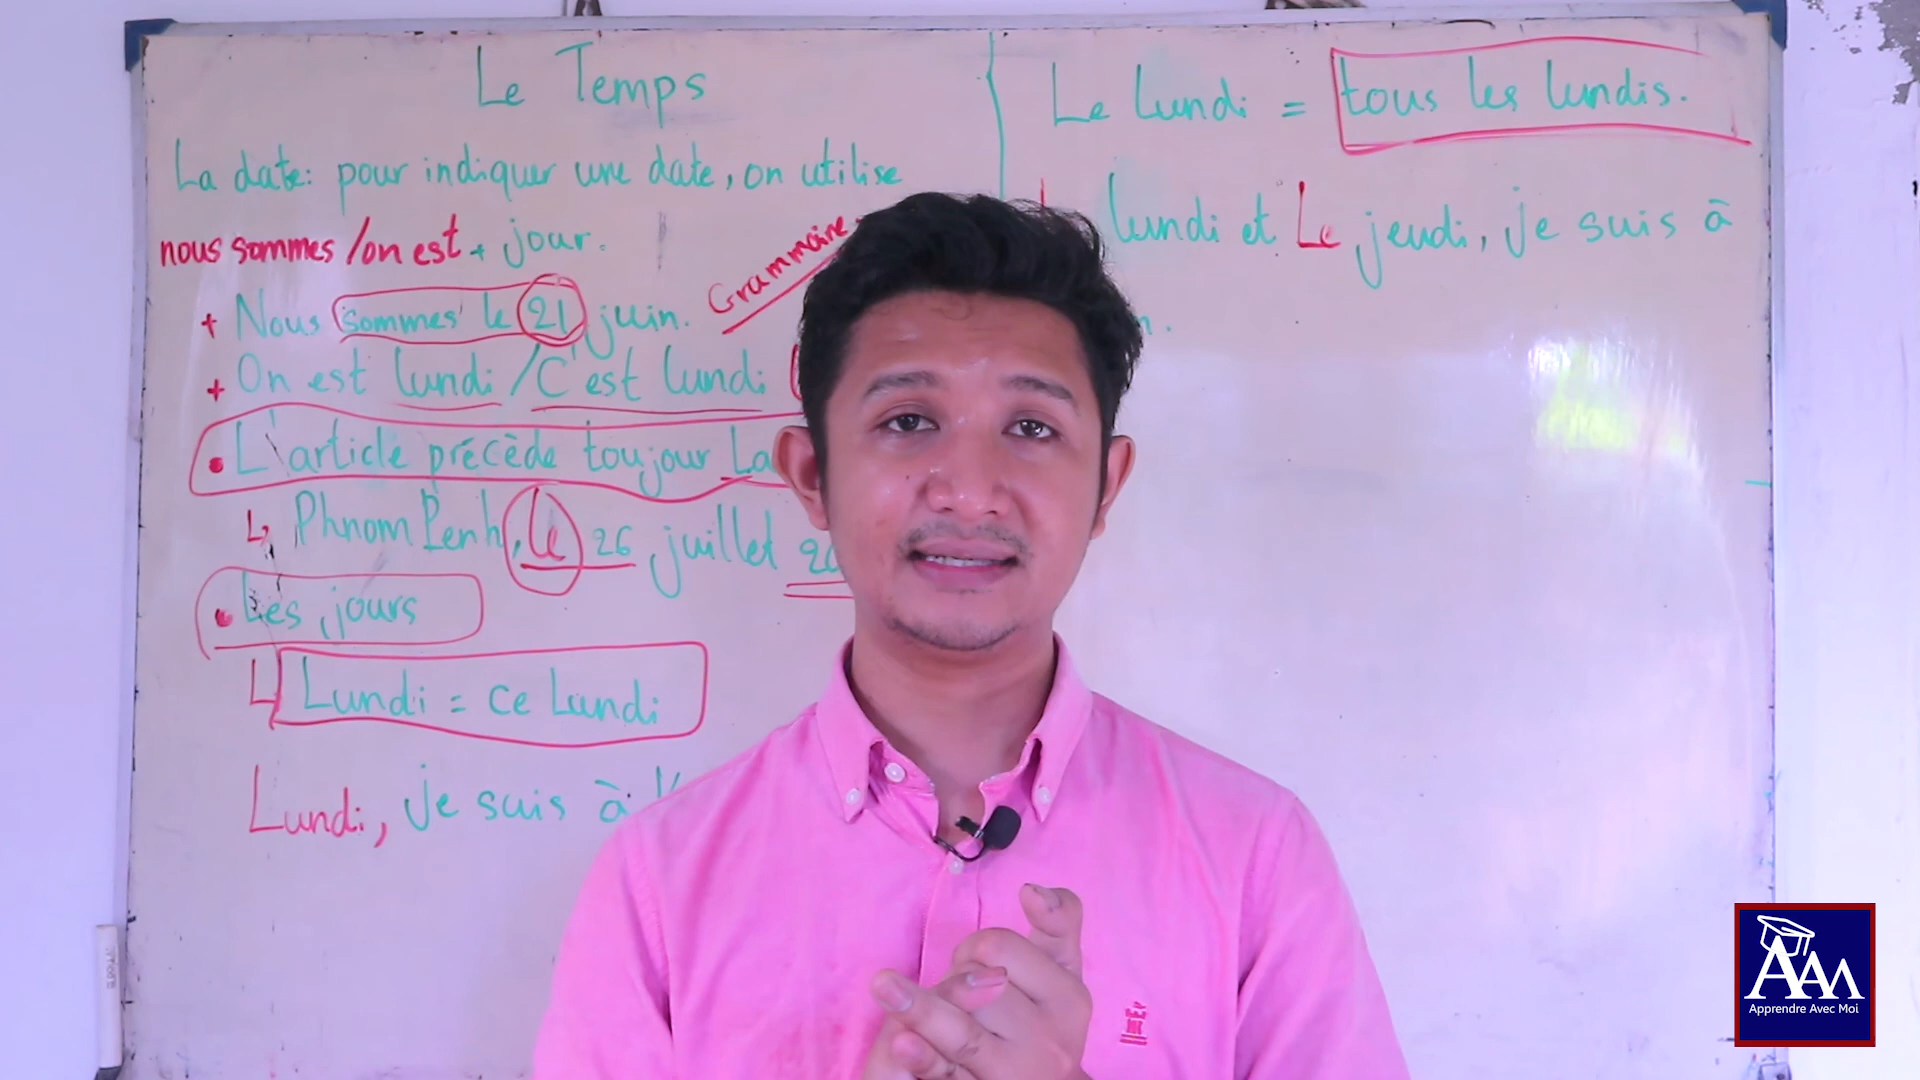 Le Temps
La date: pour indiquer une date, on utilise
nous sommes /on est + jour.
Grammaire.
+ Nous sommes le 21 juin.
+ On est lundi /C'est lundi
• L'article précède toujour La
↳ Phnom Penh, le 26 juillet 20
• Les jours
↳ Lundi = ce Lundi
Lundi, je suis à l'
Le lundi = tous les lundis.
lundi et Le jeudi, je suis à
n.
AAM
Apprendre Avec Moi